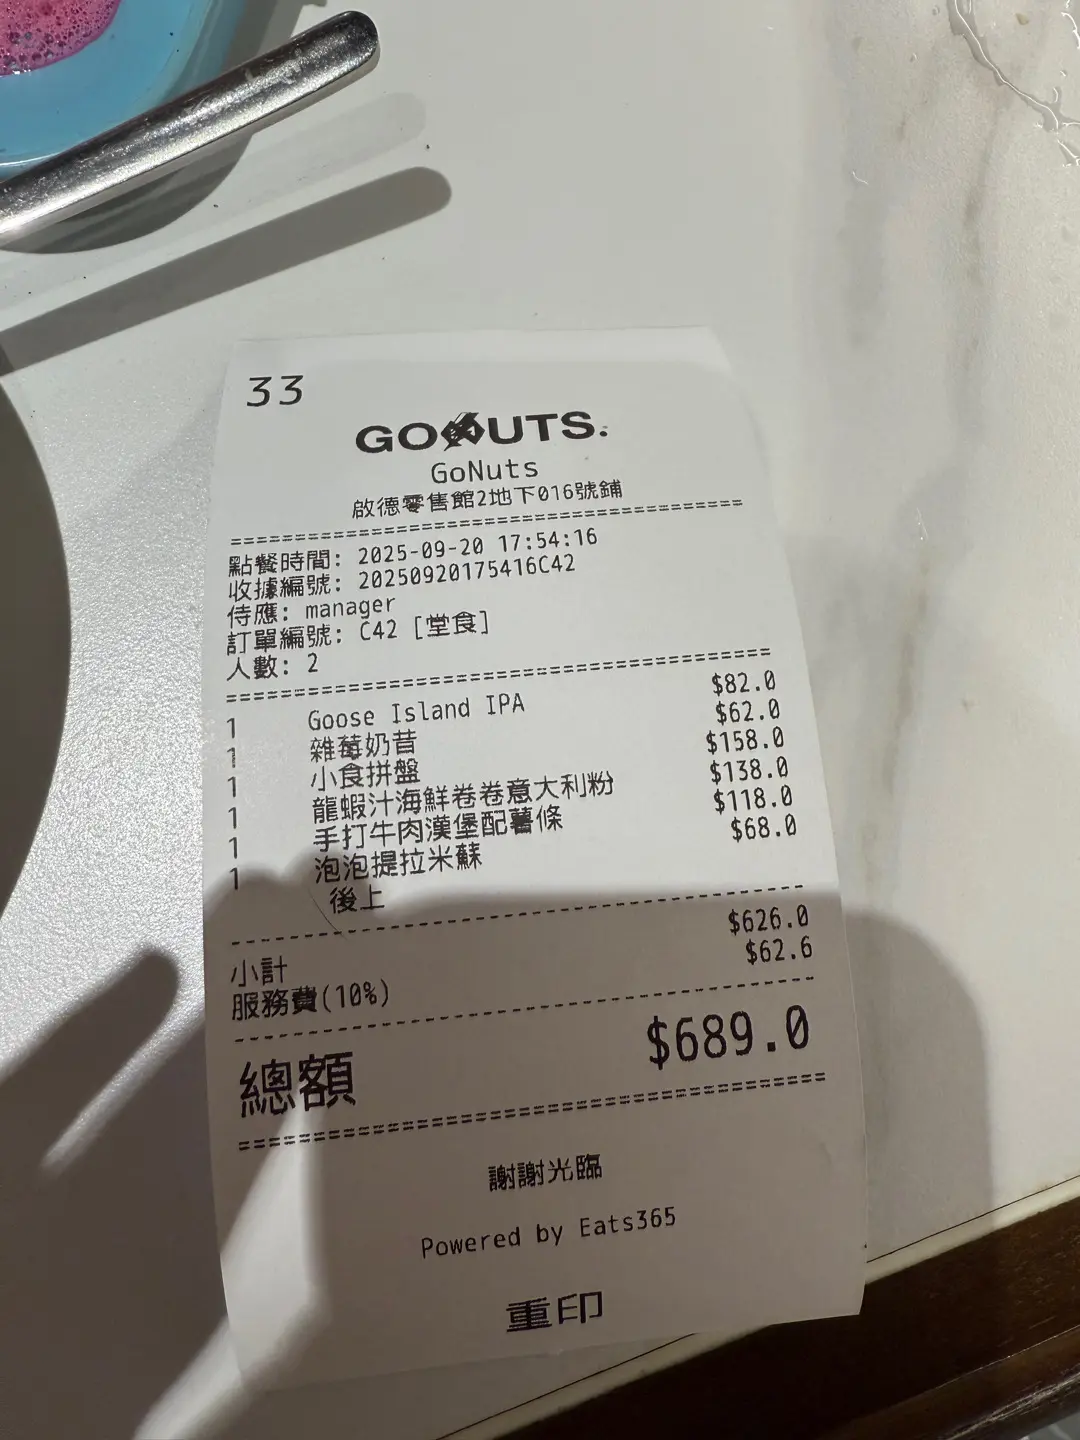 33
GONUTS.
GoNuts
啟德零售館2地下016號鋪
========================================
點餐時間: 2025-09-20 17:54:16
收據編號: 20250920175416C42
侍應: manager
訂單編號: C42 [堂食]
人數: 2
========================================
1 Goose Island IPA $82.0
1 雜莓奶昔 $62.0
1 小食拼盤 $158.0
1 龍蝦汁海鮮卷卷意大利粉 $138.0
1 手打牛肉漢堡配薯條 $118.0
1 泡泡提拉米蘇 $68.0
後上
----------------------------------------
小計 $626.0
服務費(10%) $62.6
----------------------------------------
總額 $689.0
========================================
謝謝光臨
Powered by Eats365
重印